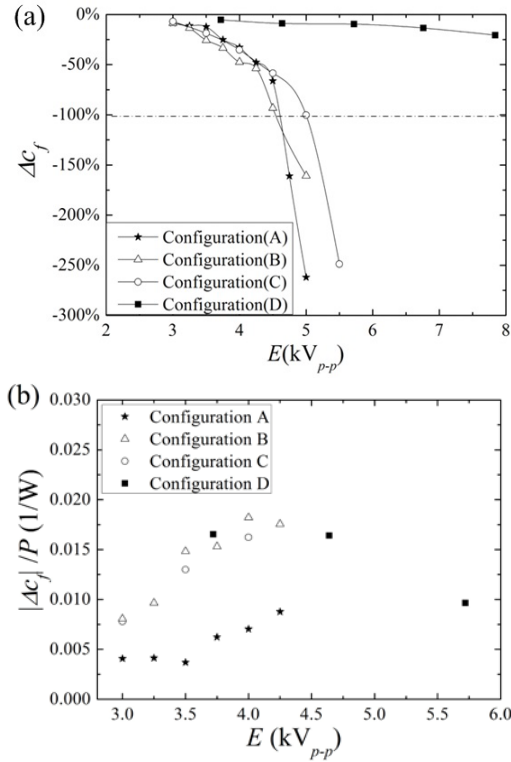 (a)
0%
-50%
-100%
-150%
-200%
-250%
-300%
Δc_f
Configuration(A)
Configuration(B)
Configuration(C)
Configuration(D)
2 3 4 5 6 7 8
E(kV_{p-p})
(b)
0.030
0.025
0.020
0.015
0.010
0.005
0.000
|Δc_f| /P (1/W)
Configuration A
Configuration B
Configuration C
Configuration D
3.0 3.5 4.0 4.5 5.0 5.5 6.0
E (kV_{p-p})